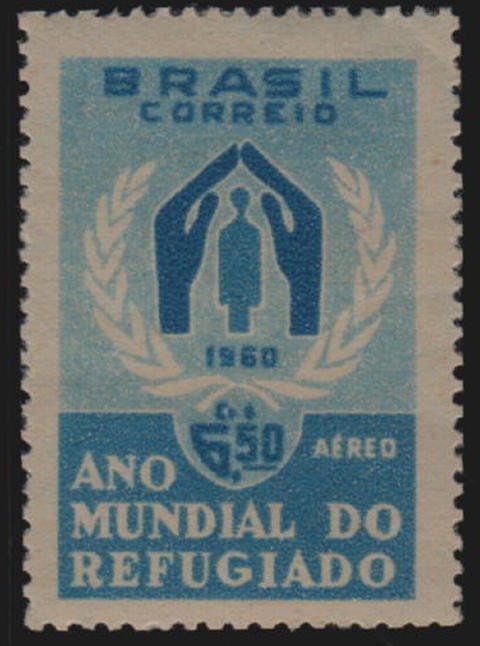 BRASIL
CORREIO
1960
Cr$
6,50
AÉREO
ANO
MUNDIAL DO
REFUGIADO